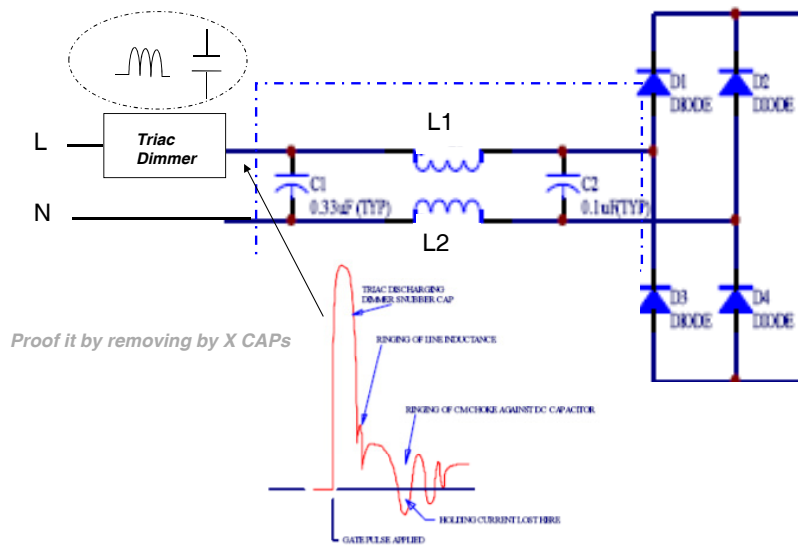 L
Triac
Dimmer
N
L1
L2
C1
0.33uF (TYP)
C2
0.1uF(TYP)
D1
DIODE
D2
DIODE
D3
DIODE
D4
DIODE
Proof it by removing by X CAPs
TRIAC DISCHARGING
DIMMER SNUBBER CAP
RINGING OF LINE INDUCTANCE
RINGING OF CM CHOKE AGAINST DC CAPACITOR
HOLDING CURRENT LOST HERE
GATE PULSE APPLIED